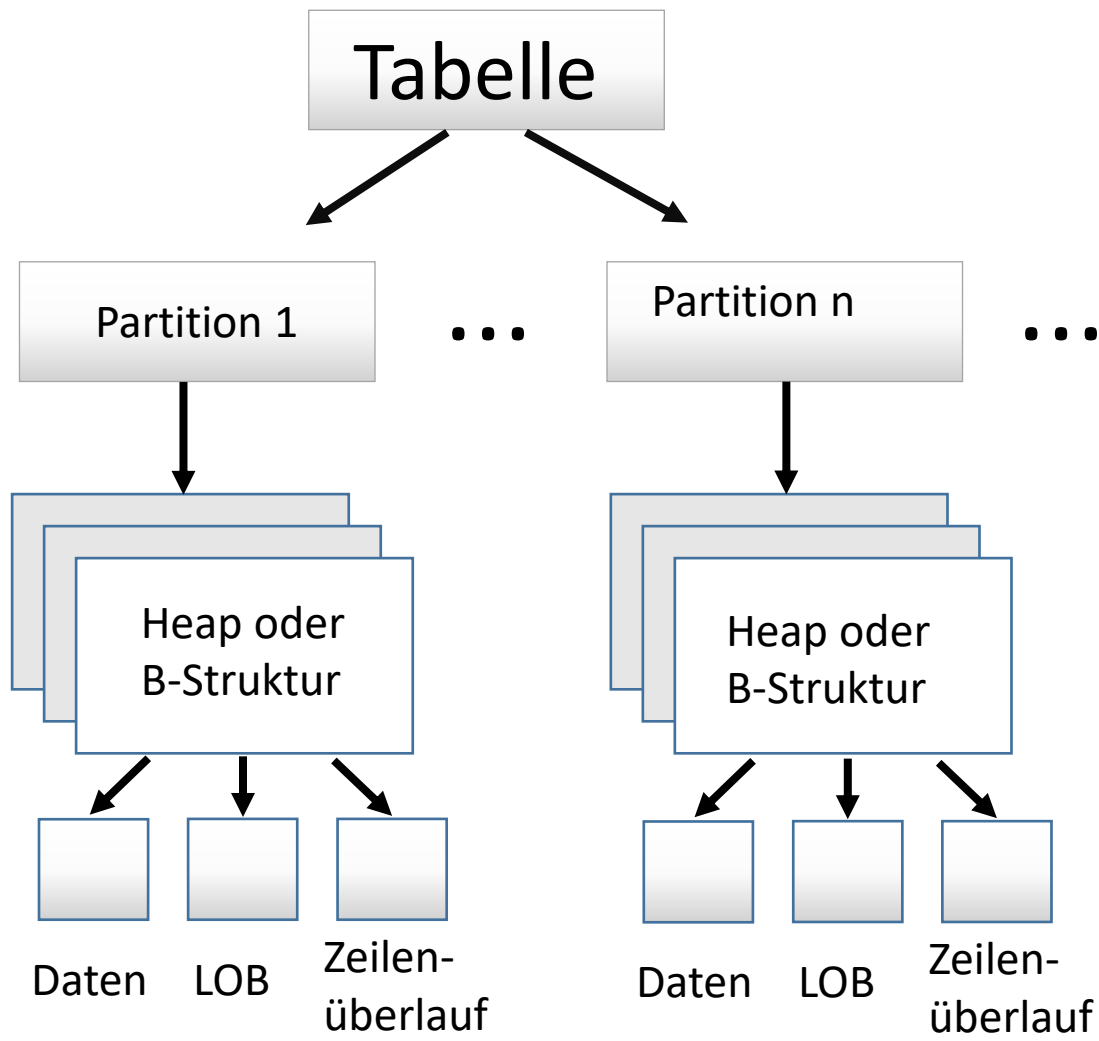 Tabelle
Partition 1
...
Partition n
...
Heap oder
B-Struktur
Heap oder
B-Struktur
Daten
LOB
Zeilen-
überlauf
Daten
LOB
Zeilen-
überlauf